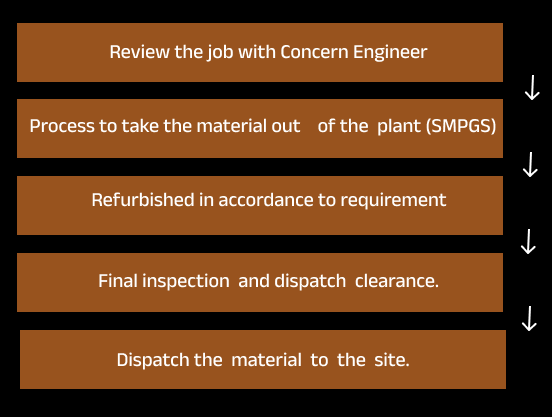 Review the job with Concern Engineer
Process to take the material out of the plant (SMPGS)
Refurbished in accordance to requirement
Final inspection and dispatch clearance.
Dispatch the material to the site.